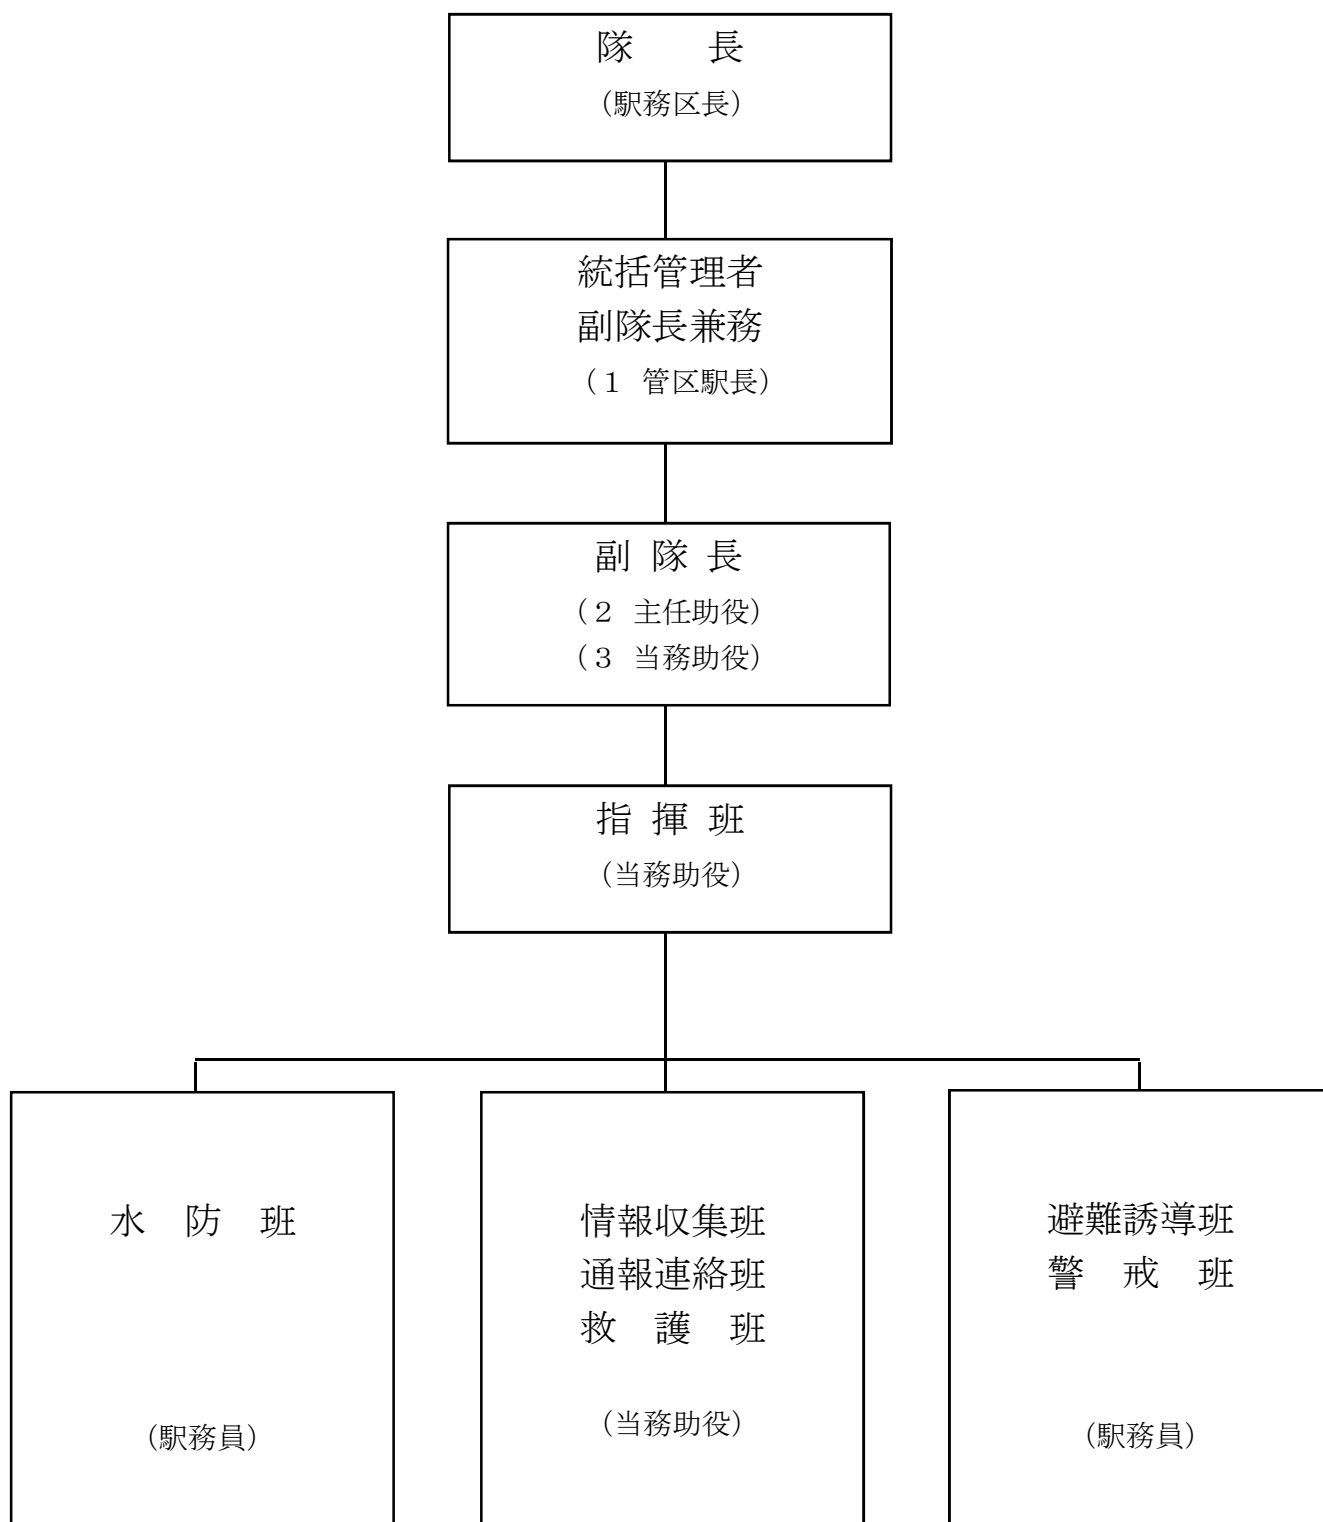 隊　　長
（駅務区長）
統括管理者
副隊長兼務
（１ 管区駅長）
副 隊 長
（２ 主任助役）
（３ 当務助役）
指 揮 班
（当務助役）
水　防　班
（駅務員）
情報収集班
通報連絡班
救　護　班
（当務助役）
避難誘導班
警　戒　班
（駅務員）